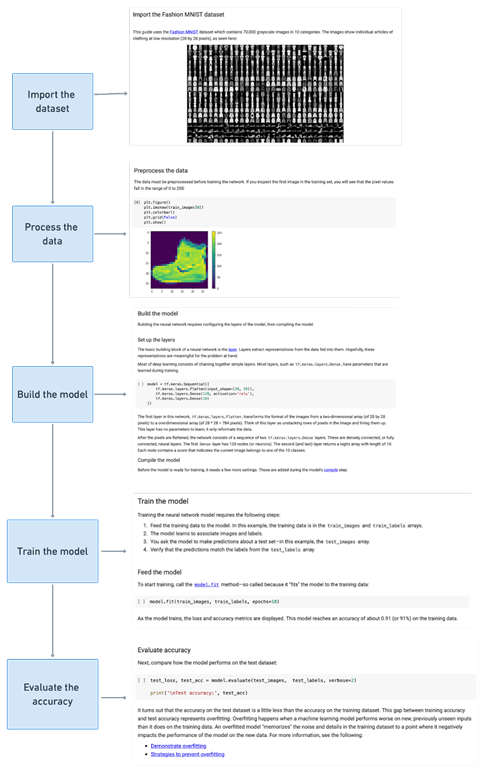 Import the Fashion MNIST dataset
This guide uses the Fashion MNIST dataset which contains 70,000 grayscale images in 10 categories. The images show individual articles of
clothing at low resolution (28 by 28 pixels), as seen here:
Import the
dataset
Preprocess the data
The data must be preprocessed before training the network. If you inspect the first image in the training set, you will see that the pixel values
fall in the range of 0 to 255:
plt.figure()
plt.imshow(train_images[0])
plt.colorbar()
plt.grid(False)
plt.show()
Process the
data
Build the model
Building the neural network requires configuring the layers of the model, then compiling the model.
Set up the layers
The basic building block of a neural network is the layer. Layers extract representations from the data fed into them. Hopefully, these
representations are meaningful for the problem at hand.
Most of deep learning consists of chaining together simple layers. Most layers, such as tf.keras.layers.Dense, have parameters that are
learned during training.
Build the model
[ ] model = tf.keras.Sequential([
tf.keras.layers.Flatten(input_shape=(28, 28)),
tf.keras.layers.Dense(128, activation='relu'),
tf.keras.layers.Dense(10)
])
The first layer in this network, tf.keras.layers.Flatten, transforms the format of the images from a two-dimensional array (of 28 by 28
pixels) to a one-dimensional array (of 28 * 28 = 784 pixels). Think of this layer as unstacking rows of pixels in the image and lining them up.
This layer has no parameters to learn; it only reformats the data.
After the pixels are flattened, the network consists of a sequence of two tf.keras.layers.Dense layers. These are densely connected, or fully
connected, neural layers. The first Dense layer has 128 nodes (or neurons). The second (and last) layer returns a logits array with length of 10.
Each node contains a score that indicates the current image belongs to one of the 10 classes.
Compile the model
Before the model is ready for training, it needs a few more settings. These are added during the model's compile step:
Train the model
Training the neural network model requires the following steps:
1. Feed the training data to the model. In this example, the training data is in the train_images and train_labels arrays.
2. The model learns to associate images and labels.
3. You ask the model to make predictions about a test set—in this example, the test_images array.
4. Verify that the predictions match the labels from the test_labels array.
Train the model
Feed the model
To start training, call the model.fit method—so called because it "fits" the model to the training data:
[ ] model.fit(train_images, train_labels, epochs=10)
As the model trains, the loss and accuracy metrics are displayed. This model reaches an accuracy of about 0.91 (or 91%) on the training data.
Evaluate accuracy
Next, compare how the model performs on the test dataset:
[ ] test_loss, test_acc = model.evaluate(test_images, test_labels, verbose=2)
print('\nTest accuracy:', test_acc)
Evaluate the
accuracy
It turns out that the accuracy on the test dataset is a little less than the accuracy on the training dataset. This gap between training accuracy
and test accuracy represents overfitting. Overfitting happens when a machine learning model performs worse on new, previously unseen inputs
than it does on the training data. An overfitted model "memorizes" the noise and details in the training dataset to a point where it negatively
impacts the performance of the model on the new data. For more information, see the following:
• Demonstrate overfitting
• Strategies to prevent overfitting